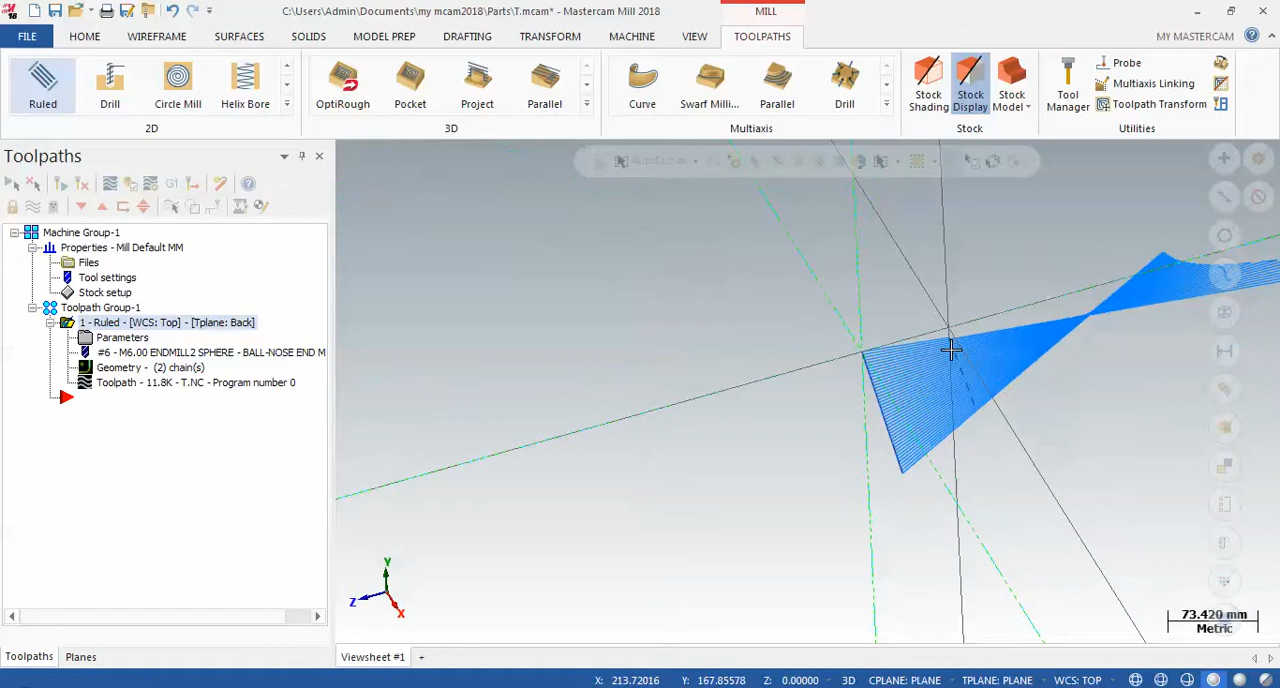 C:\Users\Admin\Documents\my mcam2018\Parts\T.mcam* - Mastercam Mill 2018
MILL
FILE HOME WIREFRAME SURFACES SOLIDS MODEL PREP DRAFTING TRANSFORM MACHINE VIEW TOOLPATHS MY MASTERCAM
Ruled Drill Circle Mill Helix Bore OptiRough Pocket Project Parallel Curve Swarf Milli... Parallel Drill Stock Shading Stock Display Stock Model Tool Manager Probe
Multiaxis Linking
Toolpath Transform
2D 3D Multiaxis Stock Utilities
Toolpaths
G1
Machine Group-1
Properties - Mill Default MM
Files
Tool settings
Stock setup
Toolpath Group-1
1 - Ruled - [WCS: Top] - [Tplane: Back]
Parameters
#6 - M6.00 ENDMILL2 SPHERE - BALL-NOSE END M
Geometry - (2) chain(s)
Toolpath - 11.8K - T.NC - Program number 0
Y
Z
X
73.420 mm
Metric
Toolpaths Planes Viewsheet #1 +
X: 213.72016 Y: 167.85578 Z: 0.00000 3D CPLANE: PLANE TPLANE: PLANE WCS: TOP